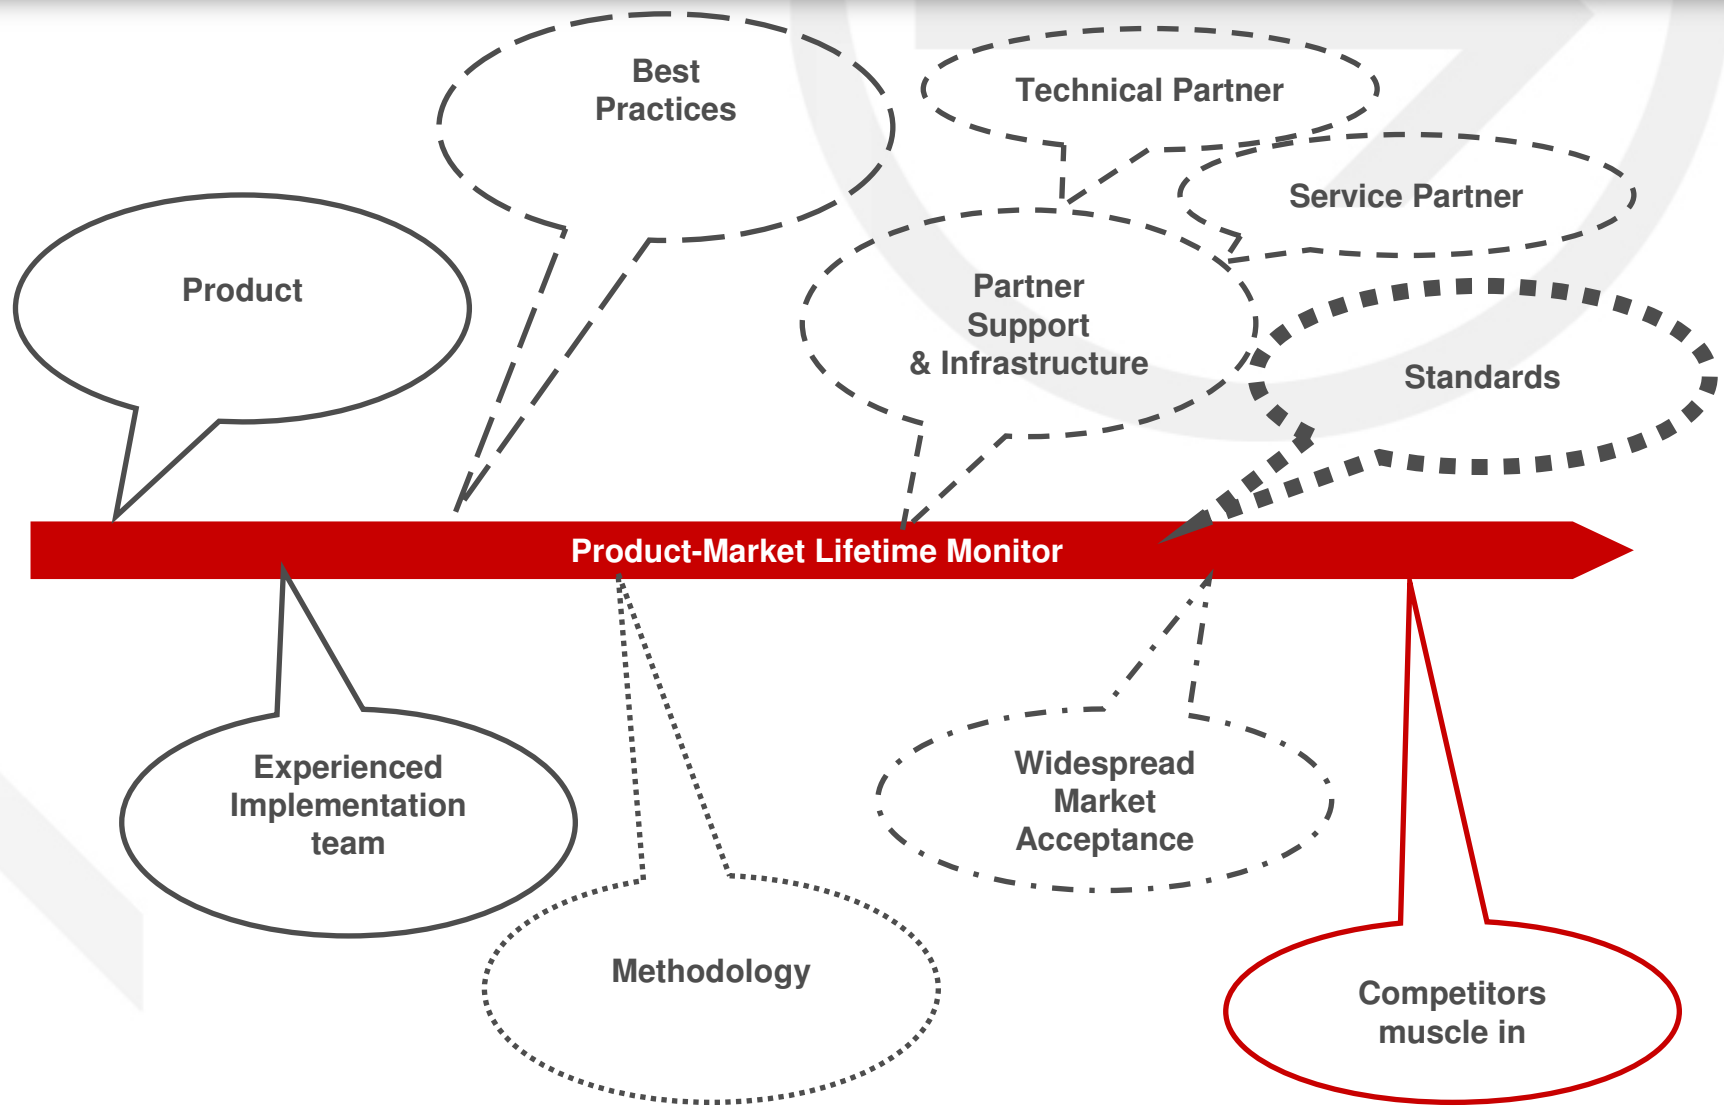 Best
Practices
Technical Partner
Service Partner
Product
Partner
Support
& Infrastructure
Standards
Product-Market Lifetime Monitor
Experienced
Implementation
team
Widespread
Market
Acceptance
Methodology
Competitors
muscle in